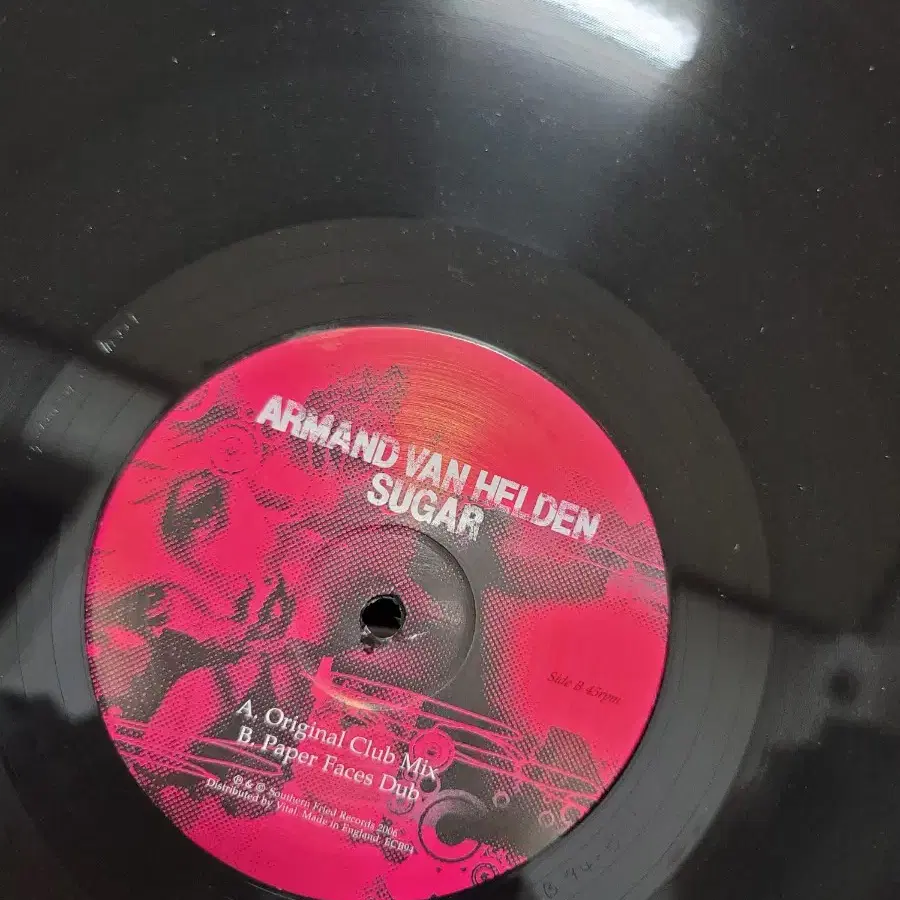 ARMAND VAN HELDEN
SUGAR
Side B 45rpm
A. Original Club Mix
B. Paper Faces Dub
℗ & © Southern Fried Records 2006
Distributed by Vital. Made in England. ECB94